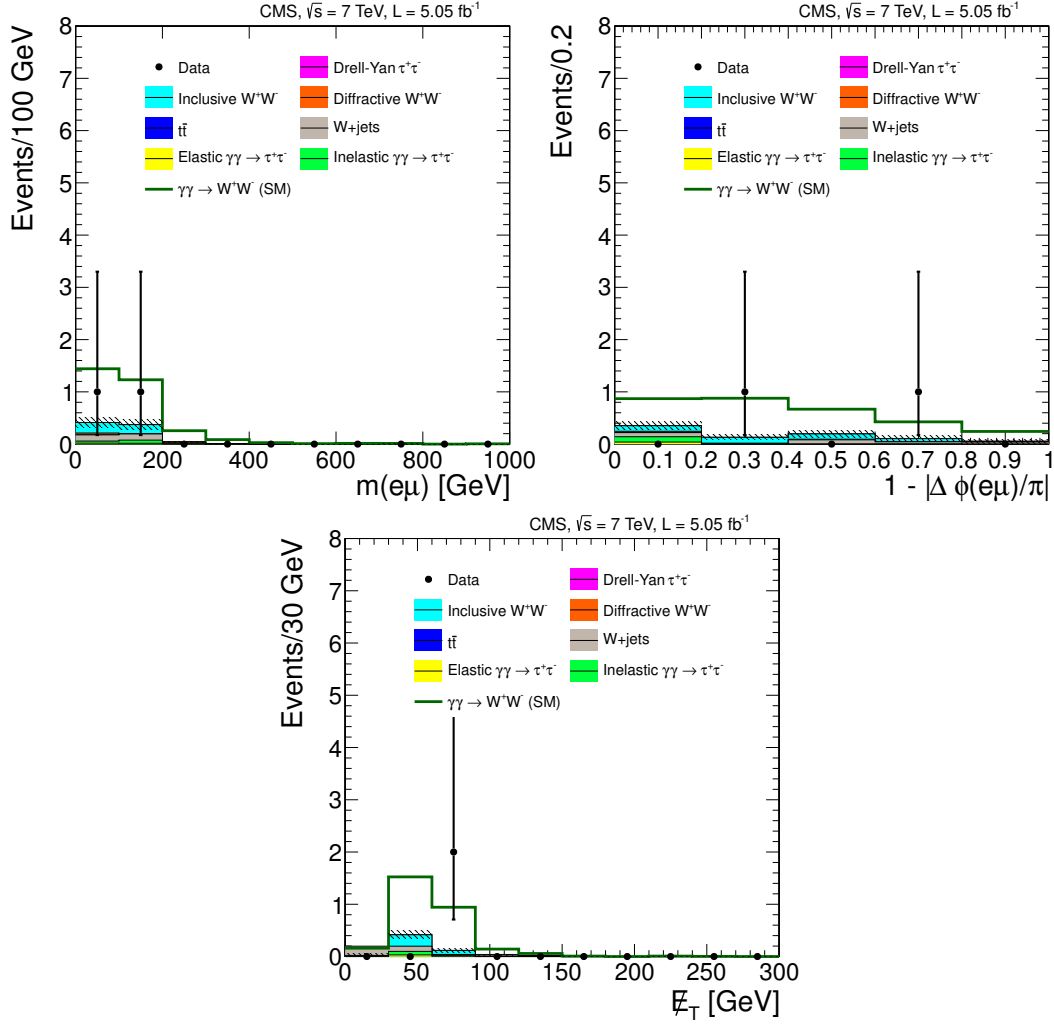 CMS, √s = 7 TeV, L = 5.05 fb⁻¹
Events/100 GeV
8
7
6
5
4
3
2
1
0
Data
Drell-Yan τ⁺τ⁻
Inclusive W⁺W⁻
Diffractive W⁺W⁻
tt̄
W+jets
Elastic γγ → τ⁺τ⁻
Inelastic γγ → τ⁺τ⁻
γγ → W⁺W⁻ (SM)
0 200 400 600 800 1000
m(eμ) [GeV]
CMS, √s = 7 TeV, L = 5.05 fb⁻¹
Events/0.2
8
7
6
5
4
3
2
1
0
Data
Drell-Yan τ⁺τ⁻
Inclusive W⁺W⁻
Diffractive W⁺W⁻
tt̄
W+jets
Elastic γγ → τ⁺τ⁻
Inelastic γγ → τ⁺τ⁻
γγ → W⁺W⁻ (SM)
0 0.1 0.2 0.3 0.4 0.5 0.6 0.7 0.8 0.9 1
1 - |Δ ϕ(eμ)/π|
CMS, √s = 7 TeV, L = 5.05 fb⁻¹
Events/30 GeV
8
7
6
5
4
3
2
1
0
Data
Drell-Yan τ⁺τ⁻
Inclusive W⁺W⁻
Diffractive W⁺W⁻
tt̄
W+jets
Elastic γγ → τ⁺τ⁻
Inelastic γγ → τ⁺τ⁻
γγ → W⁺W⁻ (SM)
0 50 100 150 200 250 300
E̸_T [GeV]